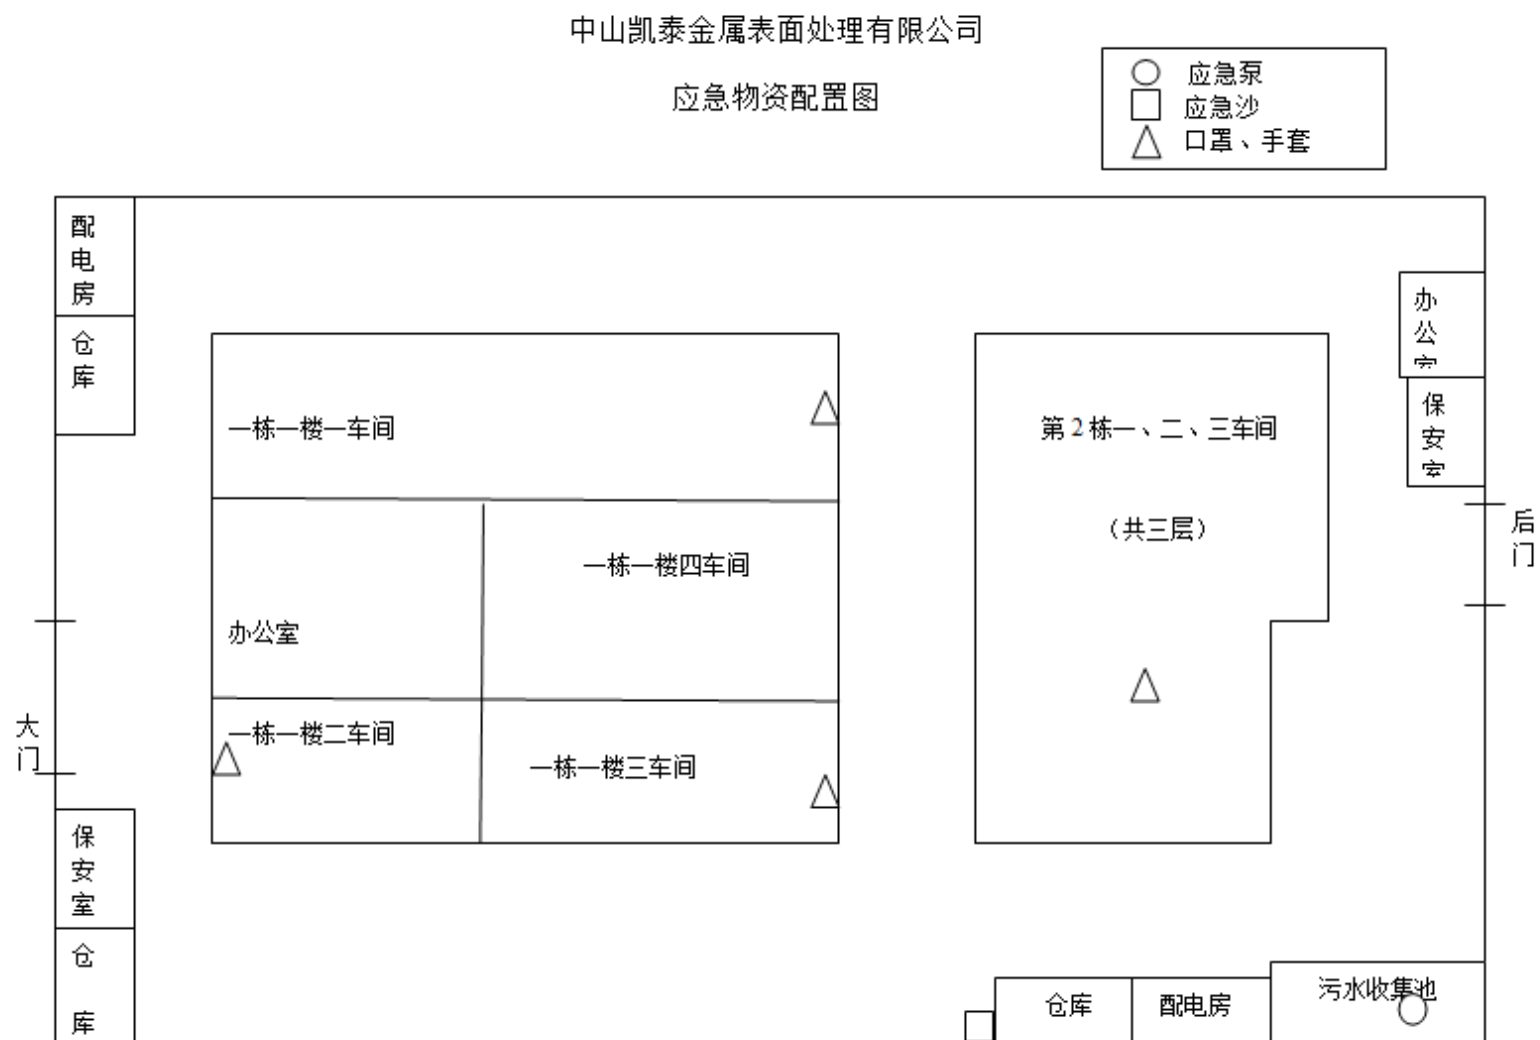 中山凯泰金属表面处理有限公司
应急物资配置图
应急泵
应急沙
口罩、手套
配电房
仓库
办公室
保安室
一栋一楼一车间
第2栋一、二、三车间
（共三层）
后门
一栋一楼四车间
办公室
大门
一栋一楼二车间
一栋一楼三车间
保安室
仓库
仓库
配电房
污水收集池